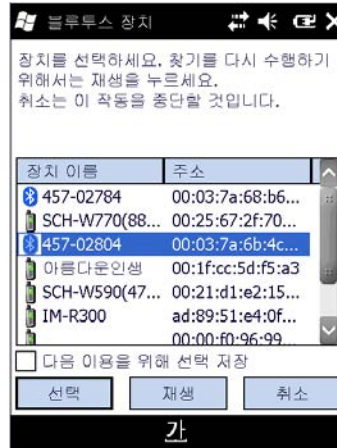 블루투스 장치
장치를 선택하세요. 찾기를 다시 수행하기
위해서는 재생을 누르세요.
취소는 이 작동을 중단할 것입니다.
장치 이름 주소
457-02784 00:03:7a:68:b6...
SCH-W770(88... 00:25:67:2f:70...
457-02804 00:03:7a:6b:4c...
아름다운인생 00:1f:cc:5d:f5:a3
SCH-W590(47... 00:21:d1:e2:15...
IM-R300 ad:89:51:e4:0f...
00:00:f0:96:99...
다음 이용을 위해 선택 저장
선택 재생 취소
가